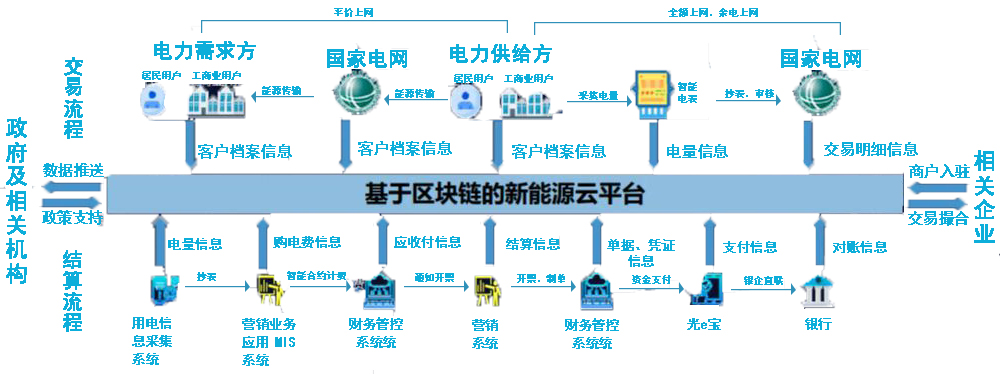 平价上网
全额上网、余电上网
电力需求方
国家电网
电力供给方
国家电网
居民用户
工商业用户
居民用户
工商业用户
能源传输
能源传输
采集电量
智能
电表
抄表、审核
交易流程
客户档案信息
客户档案信息
客户档案信息
电量信息
交易明细信息
政府及相关机构
数据推送
政策支持
基于区块链的新能源云平台
商户入驻
交易撮合
相关企业
结算流程
电量信息
购电费信息
应收付信息
结算信息
单据、凭证
信息
支付信息
对账信息
抄表
智能合约计费
通知开票
开票、制单
资金支付
银企直联
用电信
息采集
系统
营销业务
应用 MIS
系统
财务管控
系统统
营销
系统
财务管控
系统统
光e宝
银行